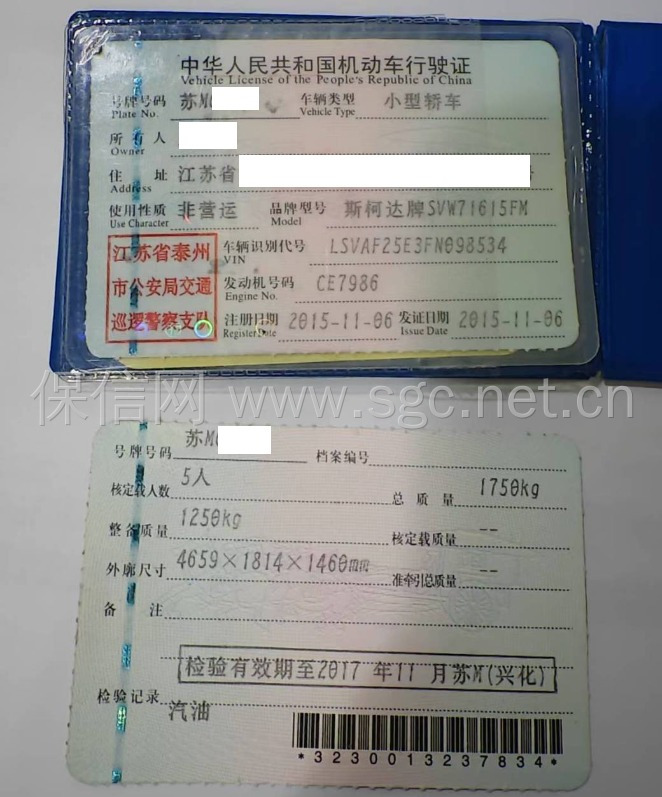 中华人民共和国机动车行驶证
Vehicle License of the People's Republic of China
号牌号码 苏M 车辆类型 小型轿车
Plate No. Vehicle Type
所有人
Owner
住 址 江苏省
Address
使用性质 非营运 品牌型号 斯柯达牌SVW71615FM
Use Character Model
江苏省泰州 车辆识别代号 LSVAF25E3FN098534
VIN
市公安局交通 发动机号码 CE7986
Engine No.
巡逻警察支队 注册日期 2015-11-06 发证日期 2015-11-06
Register Date Issue Date
保信网 www.sgc.net.cn
号牌号码 苏M 档案编号
核定载人数 5人 总质量 1750kg
整备质量 1250kg 核定载质量 --
外廓尺寸 4659×1814×1460mm 准牵引总质量 --
备 注
检验有效期至2017 年11 月苏M(兴化)
检验记录
汽油
*3230013237834*